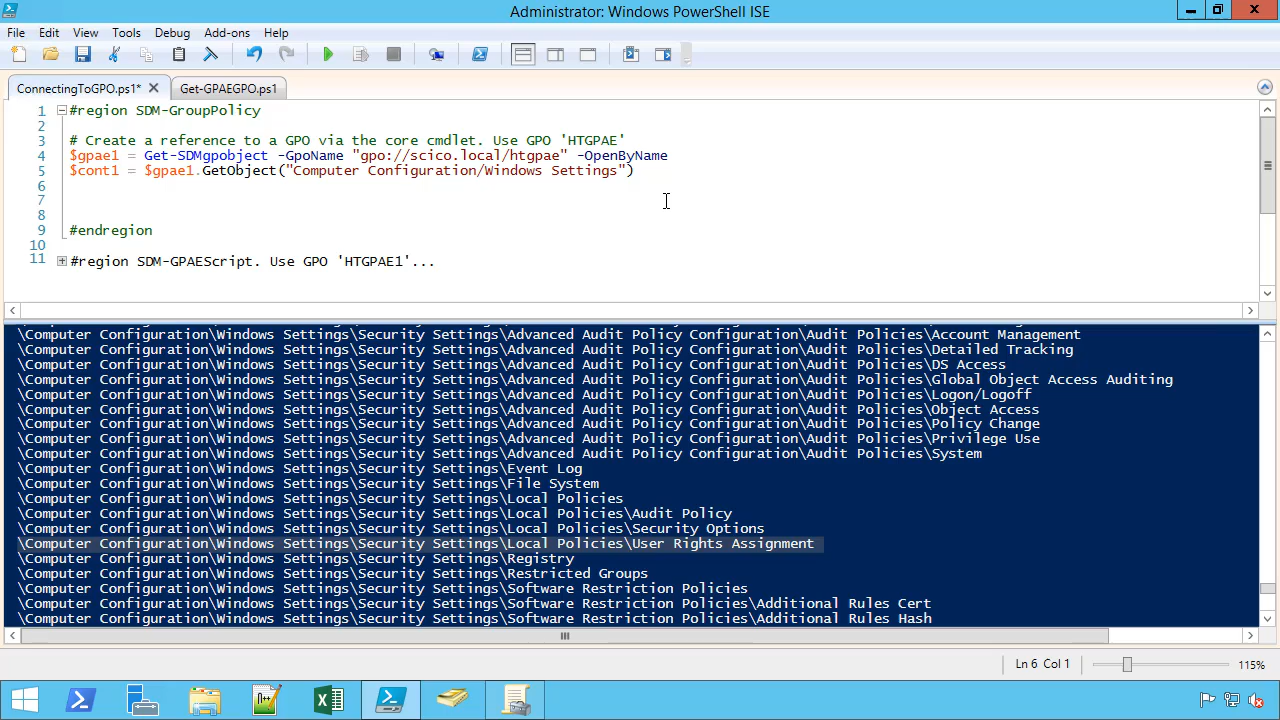 Administrator: Windows PowerShell ISE
File Edit View Tools Debug Add-ons Help
ConnectingToGPO.ps1* Get-GPAEGPO.ps1
1 #region SDM-GroupPolicy
2
3 # Create a reference to a GPO via the core cmdlet. Use GPO 'HTGPAE'
4 $gpae1 = Get-SDMgpobject -GpoName "gpo://scico.local/htgpae" -OpenByName
5 $cont1 = $gpae1.GetObject("Computer Configuration/Windows Settings")
6
7
8
9 #endregion
10
11 #region SDM-GPAEScript. Use GPO 'HTGPAE1'...
\Computer Configuration\Windows Settings\Security Settings\Advanced Audit Policy Configuration\Audit Policies\Account Management
\Computer Configuration\Windows Settings\Security Settings\Advanced Audit Policy Configuration\Audit Policies\Detailed Tracking
\Computer Configuration\Windows Settings\Security Settings\Advanced Audit Policy Configuration\Audit Policies\DS Access
\Computer Configuration\Windows Settings\Security Settings\Advanced Audit Policy Configuration\Audit Policies\Global Object Access Auditing
\Computer Configuration\Windows Settings\Security Settings\Advanced Audit Policy Configuration\Audit Policies\Logon/Logoff
\Computer Configuration\Windows Settings\Security Settings\Advanced Audit Policy Configuration\Audit Policies\Object Access
\Computer Configuration\Windows Settings\Security Settings\Advanced Audit Policy Configuration\Audit Policies\Policy Change
\Computer Configuration\Windows Settings\Security Settings\Advanced Audit Policy Configuration\Audit Policies\Privilege Use
\Computer Configuration\Windows Settings\Security Settings\Advanced Audit Policy Configuration\Audit Policies\System
\Computer Configuration\Windows Settings\Security Settings\Event Log
\Computer Configuration\Windows Settings\Security Settings\File System
\Computer Configuration\Windows Settings\Security Settings\Local Policies
\Computer Configuration\Windows Settings\Security Settings\Local Policies\Audit Policy
\Computer Configuration\Windows Settings\Security Settings\Local Policies\Security Options
\Computer Configuration\Windows Settings\Security Settings\Local Policies\User Rights Assignment
\Computer Configuration\Windows Settings\Security Settings\Registry
\Computer Configuration\Windows Settings\Security Settings\Restricted Groups
\Computer Configuration\Windows Settings\Security Settings\Software Restriction Policies
\Computer Configuration\Windows Settings\Security Settings\Software Restriction Policies\Additional Rules Cert
\Computer Configuration\Windows Settings\Security Settings\Software Restriction Policies\Additional Rules Hash
Ln 6 Col 1 115%